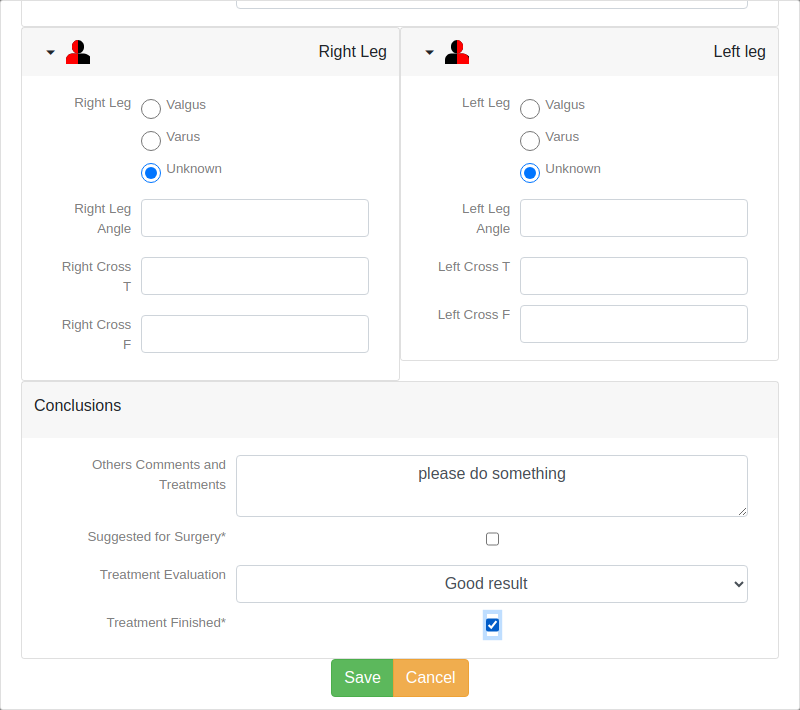 Right Leg
Left leg
Right Leg
Valgus
Varus
Unknown
Right Leg
Angle
Right Cross
T
Right Cross
F
Left Leg
Valgus
Varus
Unknown
Left Leg
Angle
Left Cross T
Left Cross F
Conclusions
Others Comments and
Treatments
please do something
Suggested for Surgery*
Treatment Evaluation
Good result
Treatment Finished*
Save
Cancel